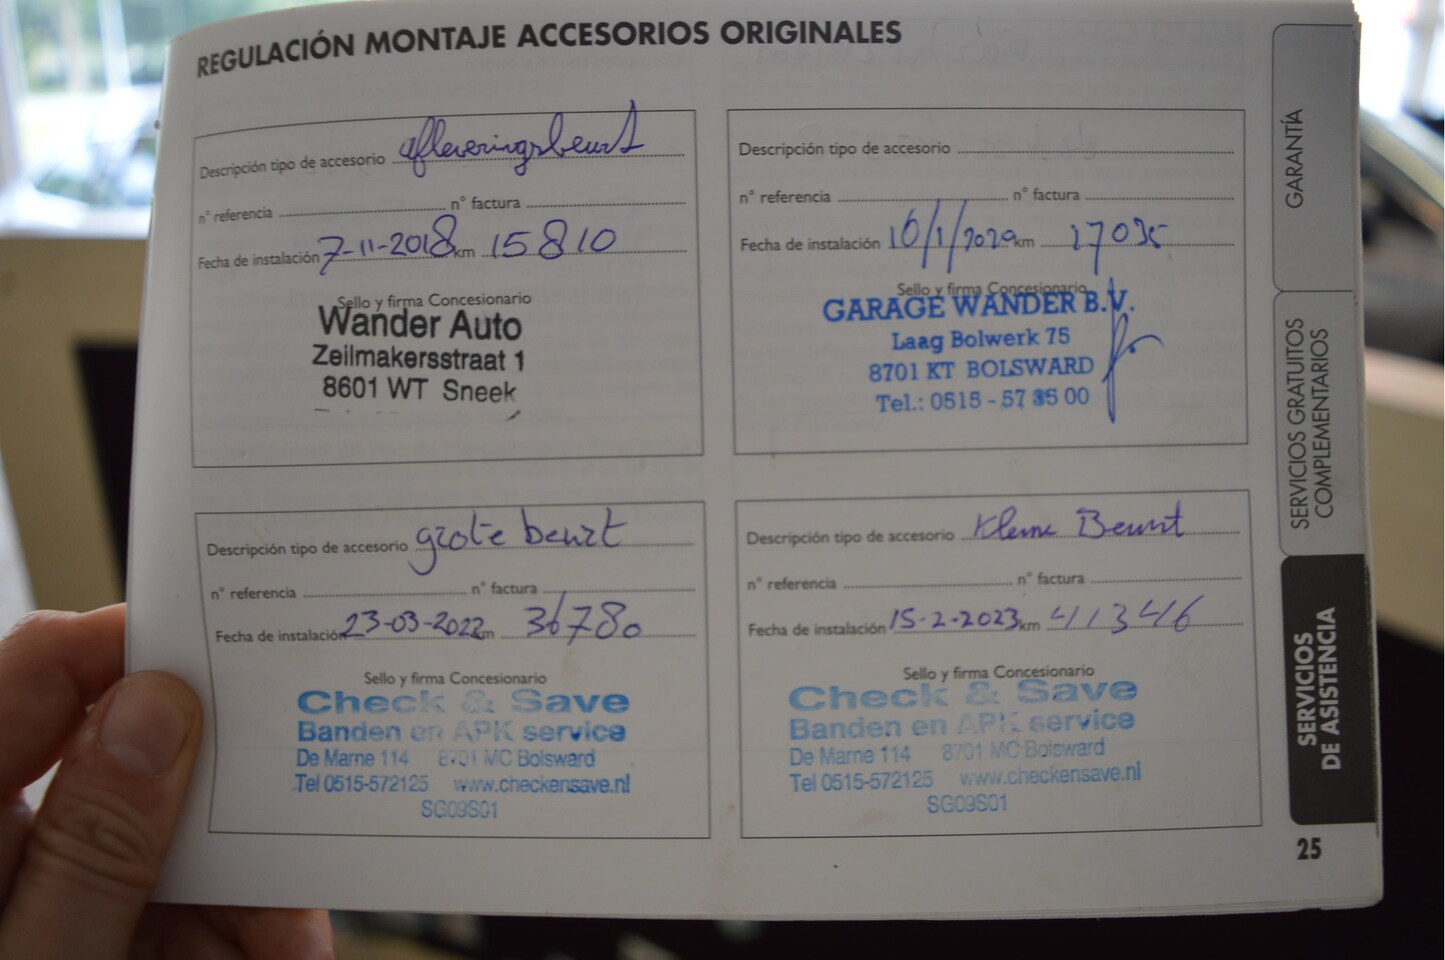 REGULACIÓN MONTAJE ACCESORIOS ORIGINALES
Descripción tipo de accesorio afleveringsbeurt
n° referencia n° factura
Fecha de instalación 7-11-2018 km 15810
Sello y firma Concesionario
Wander Auto
Zeilmakersstraat 1
8601 WT Sneek
Descripción tipo de accesorio
n° referencia n° factura
Fecha de instalación km
Sello y firma Concesionario
GARAGE WANDER B.V.
Laag Bolwerk 75
8701 KT BOLSWARD
Tel.: 0515 - 57 35 00
Descripción tipo de accesorio grote beurt
n° referencia n° factura
Fecha de instalación 23-03-2022 km 36780
Sello y firma Concesionario
Check & Save
Banden en APK service
De Marne 114 8701 MC Bolsward
Tel 0515-572125 www.checkensave.nl
SG09S01
Descripción tipo de accesorio Beurt
n° referencia n° factura
Fecha de instalación 15-2-2023 km 41346
Sello y firma Concesionario
Check & Save
Banden en APK service
De Marne 114 8701 MC Bolsward
Tel 0515-572125 www.checkensave.nl
SG09S01
GARANTÍA
SERVICIOS GRATUITOS
COMPLEMENTARIOS
SERVICIOS
DE ASISTENCIA
25